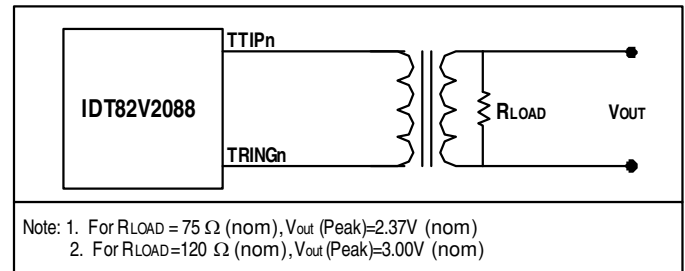 TTIPn
IDT82V2088
RLOAD
VOUT
TRINGn
Note: 1. For RLOAD = 75 Ω (nom), Vout (Peak)=2.37V (nom)
2. For RLOAD=120 Ω (nom), Vout (Peak)=3.00V (nom)